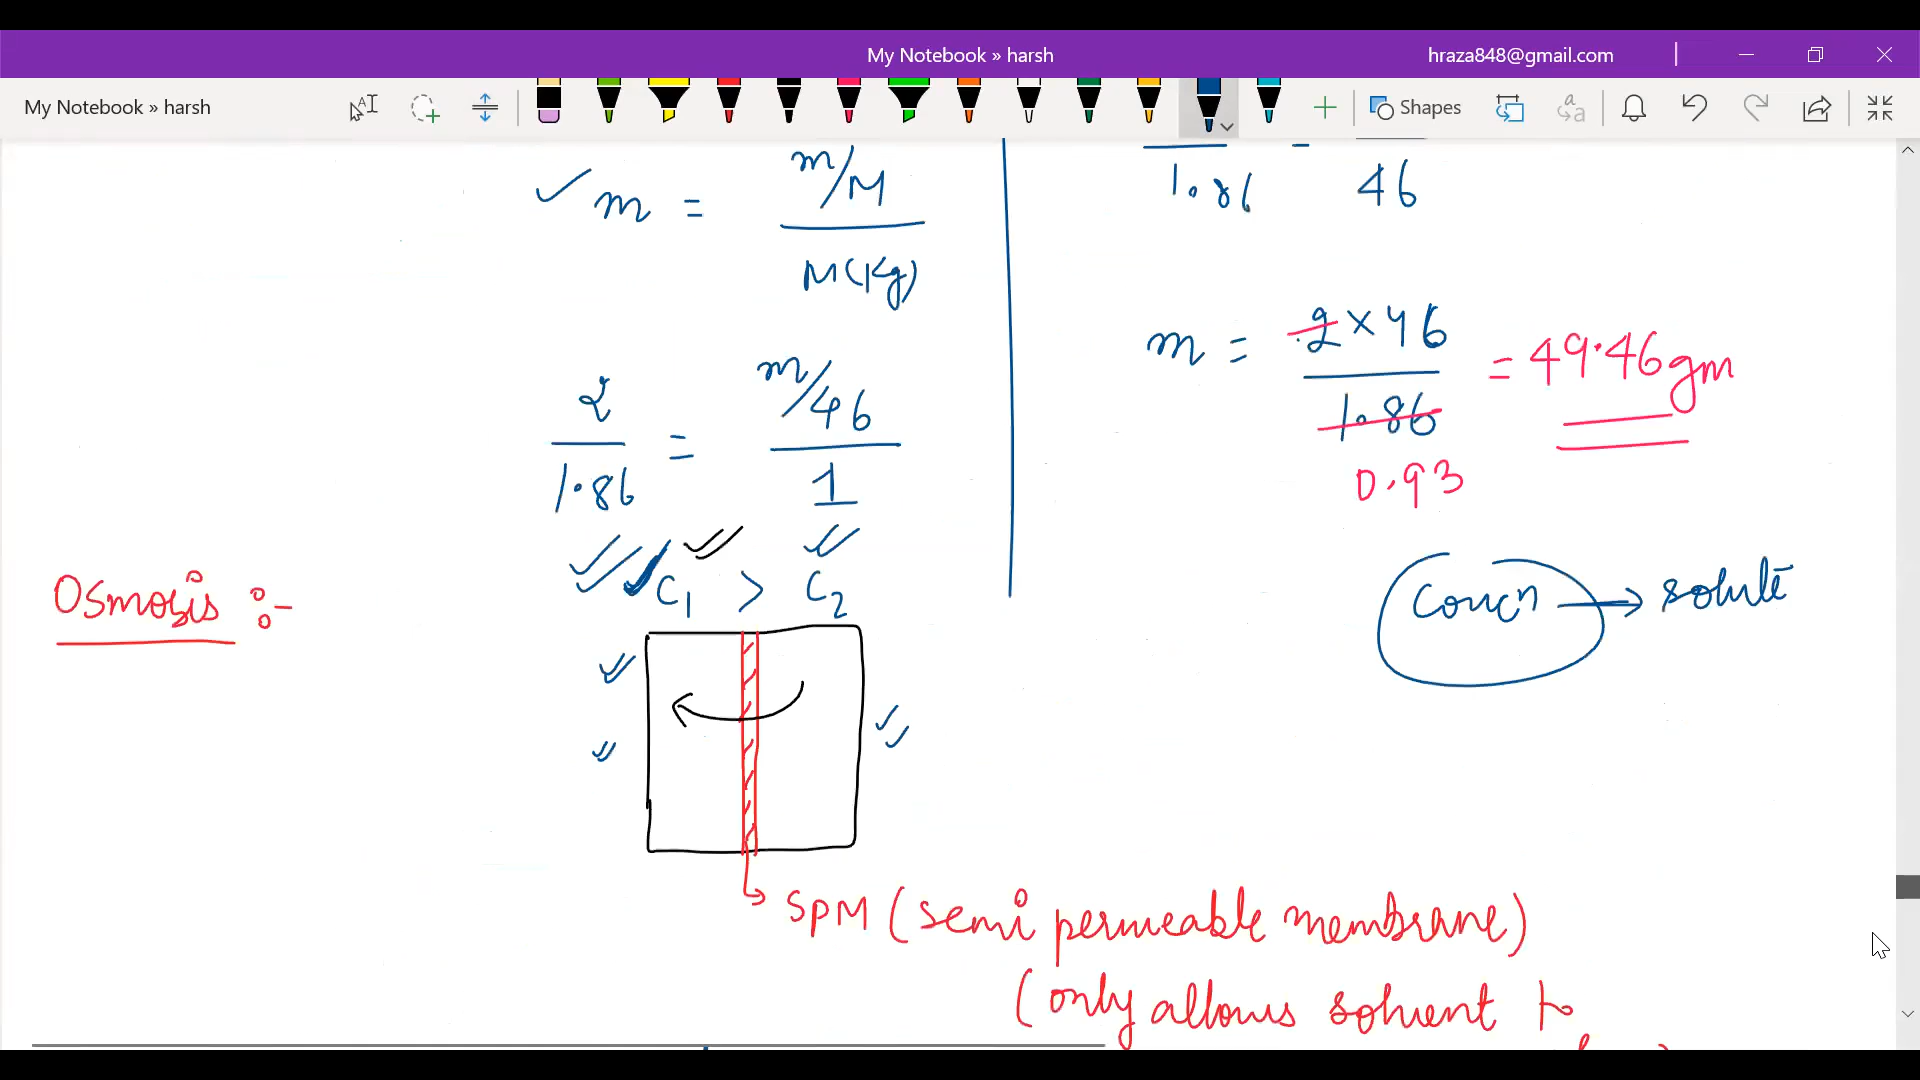 My Notebook » harsh
hraza848@gmail.com
My Notebook » harsh
Shapes
m = m/M
M(Kg)
1.86 = 46
2/1.86 = m/46
1
m = 2 × 46 = 49.46 gm
1.86
0.93
Osmosis :-
C1 > C2
Concn → solute
SPM (semi permeable membrane)
(only allows solvent to